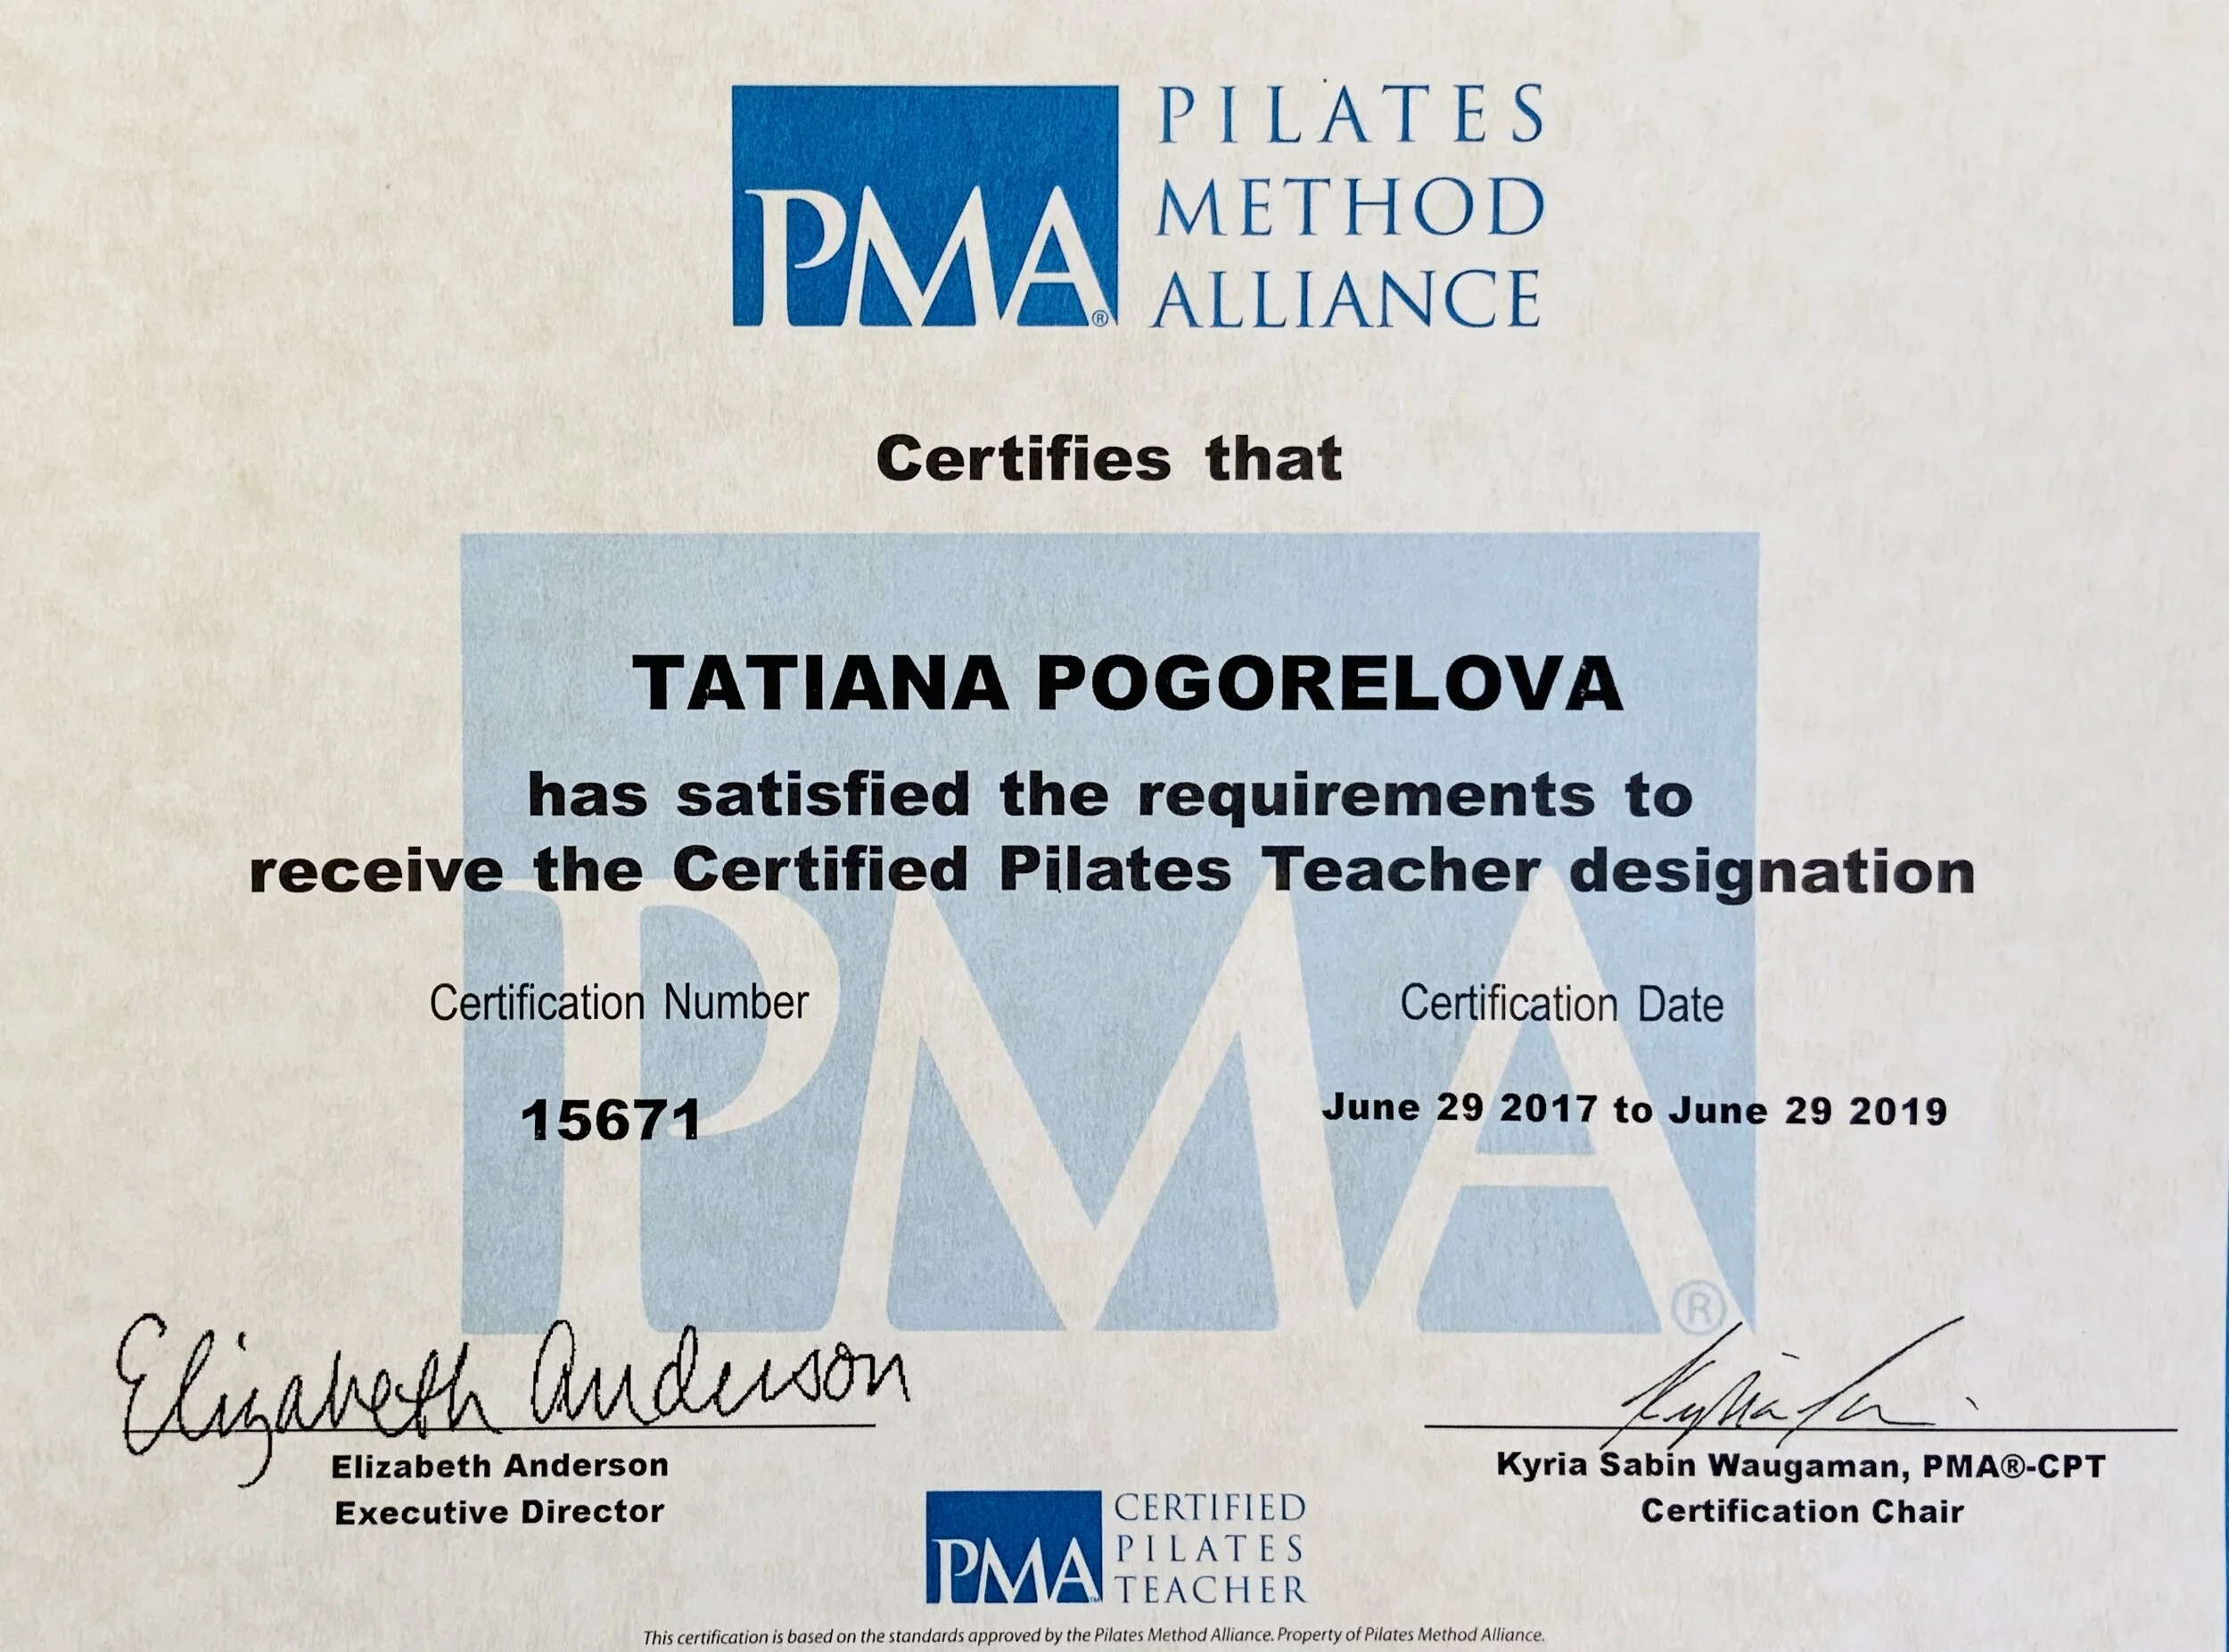 PMA®
PILATES
METHOD
ALLIANCE
Certifies that
TATIANA POGORELOVA
has satisfied the requirements to
receive the Certified Pilates Teacher designation
PMA®
Certification Number
Certification Date
15671
June 29 2017 to June 29 2019
Elizabeth Anderson
Elizabeth Anderson
Executive Director
Kyria Sabin Waugaman, PMA®-CPT
Certification Chair
PMA™
CERTIFIED
PILATES
TEACHER
This certification is based on the standards approved by the Pilates Method Alliance. Property of Pilates Method Alliance.